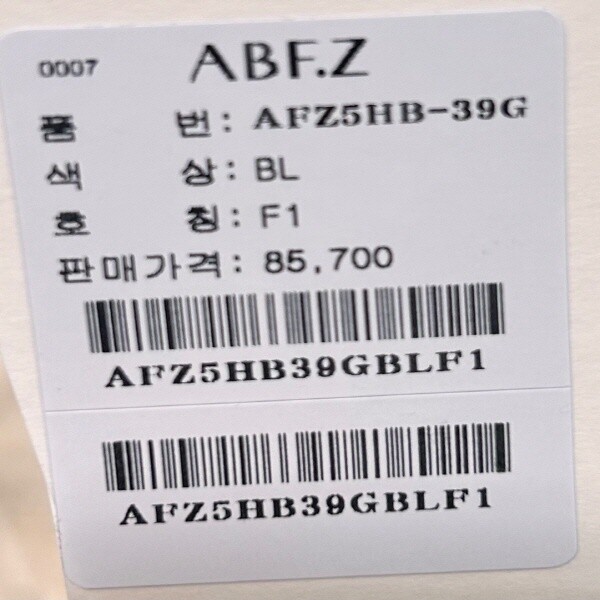 0007 ABF.Z
품 번: AFZ5HB-39G
색 상: BL
호 칭: F1
판매가격: 85,700
AFZ5HB39GBLF1
AFZ5HB39GBLF1